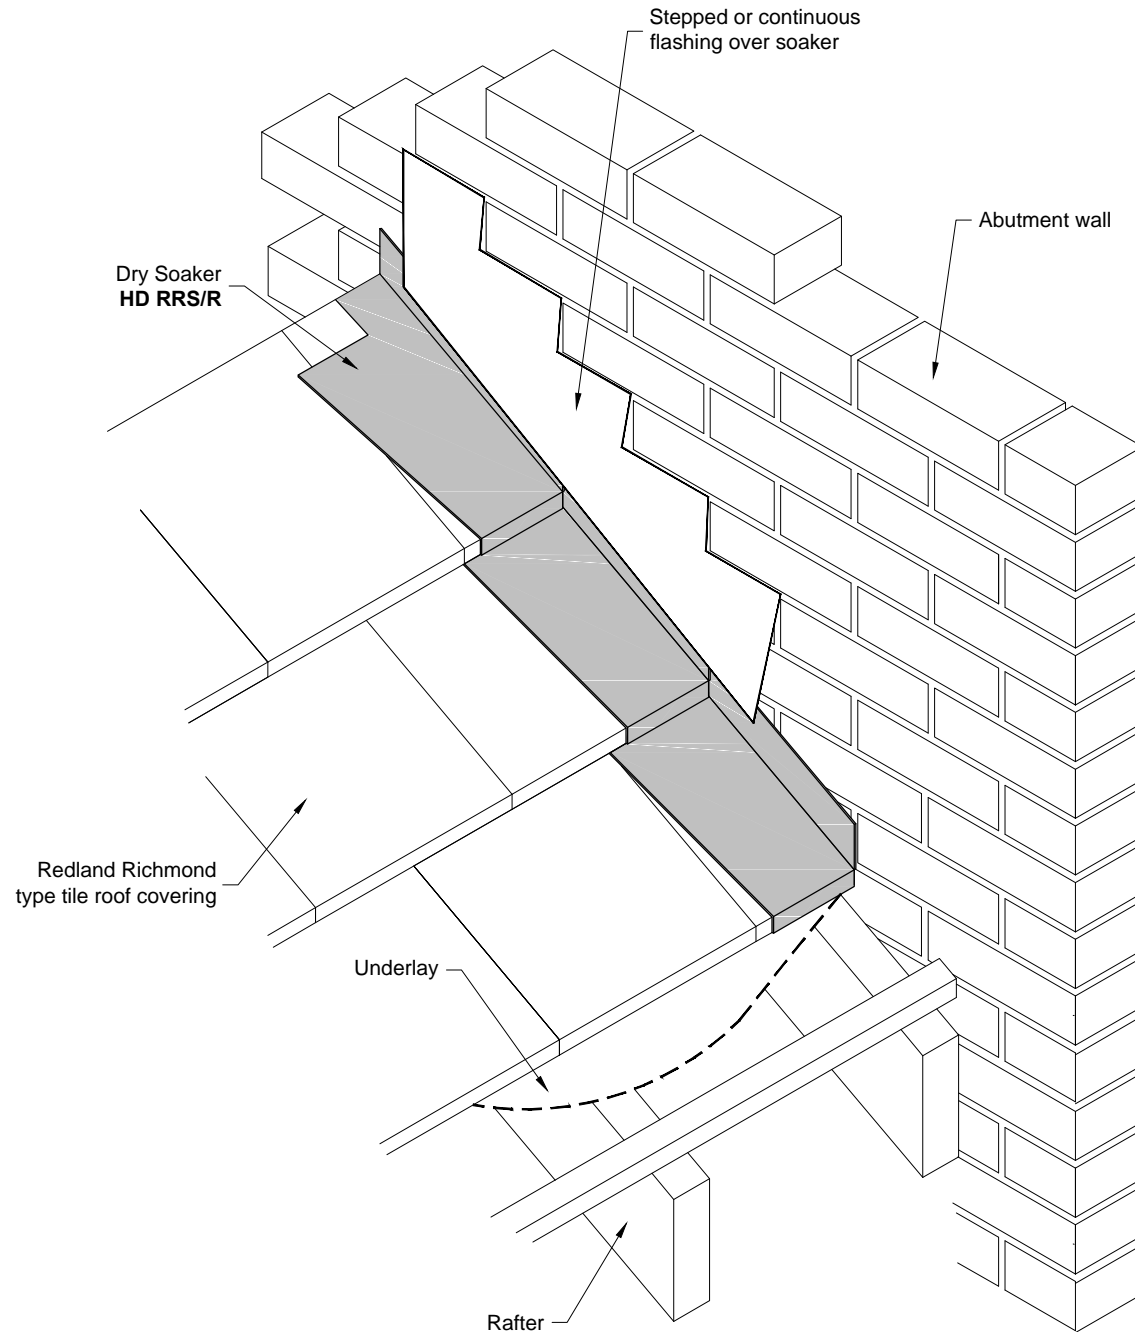 Stepped or continuous
flashing over soaker
Abutment wall
Dry Soaker
HD RRS/R
Redland Richmond
type tile roof covering
Underlay
Rafter